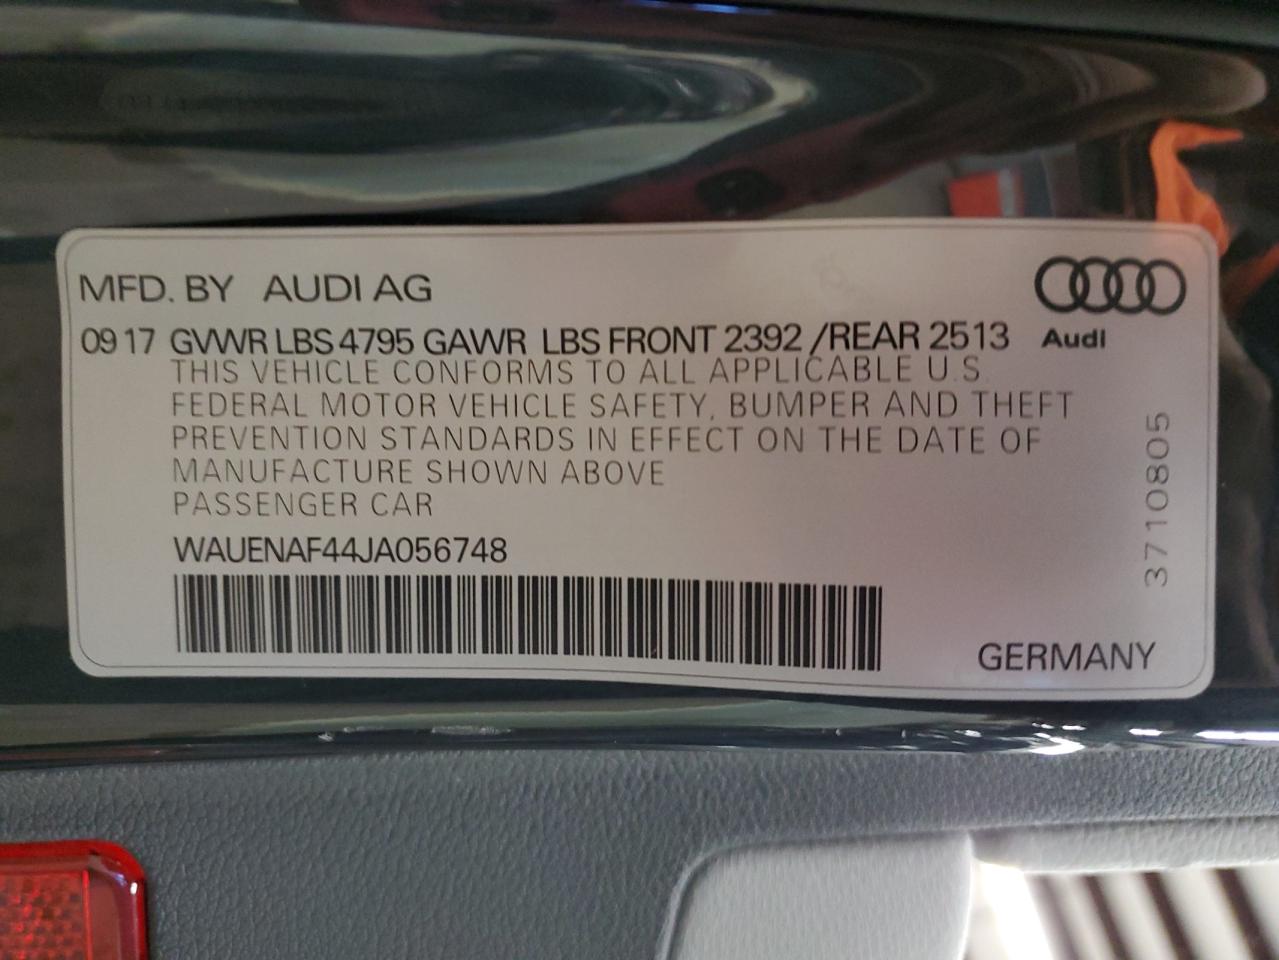 MFD. BY AUDI AG
09 17 GVWR LBS 4795 GAWR LBS FRONT 2392 /REAR 2513
Audi
THIS VEHICLE CONFORMS TO ALL APPLICABLE U.S.
FEDERAL MOTOR VEHICLE SAFETY, BUMPER AND THEFT
PREVENTION STANDARDS IN EFFECT ON THE DATE OF
MANUFACTURE SHOWN ABOVE
PASSENGER CAR
WAUENAF44JA056748
3710805
GERMANY